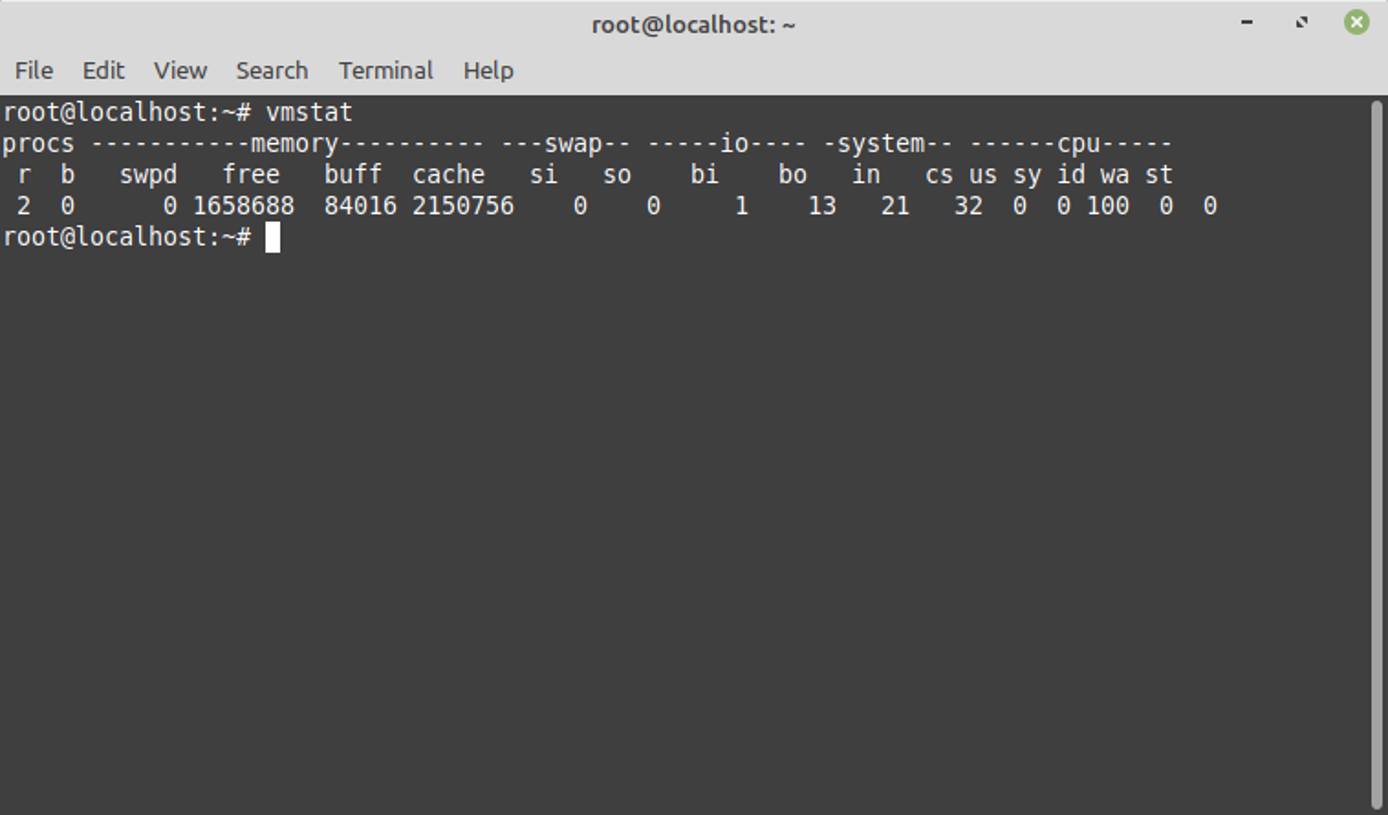 root@localhost: ~
File Edit View Search Terminal Help
root@localhost:~# vmstat
procs -----------memory---------- ---swap-- -----io---- -system-- ------cpu-----
 r  b   swpd   free   buff  cache   si   so    bi    bo   in   cs us sy id wa st
 2  0      0 1658688  84016 2150756    0    0     1    13   21   32  0  0 100  0  0
root@localhost:~#